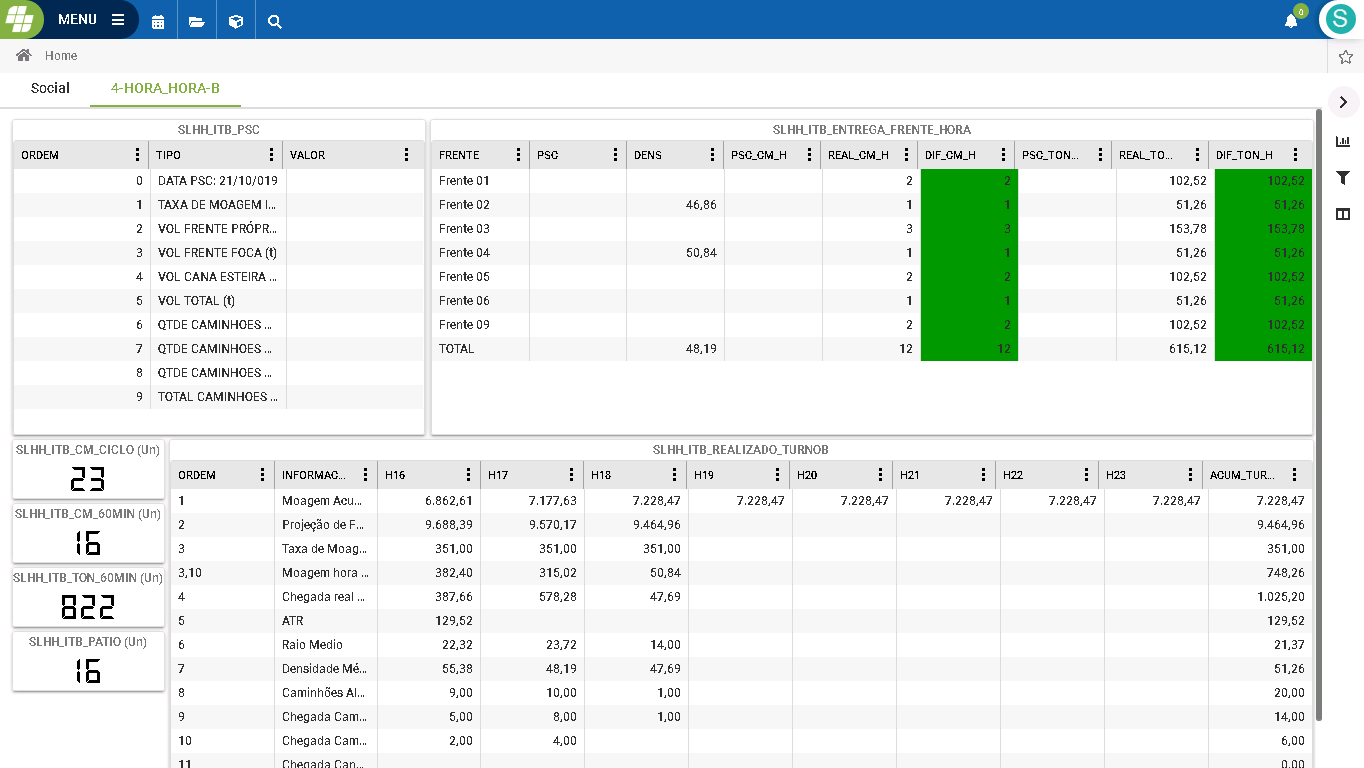 MENU
0
S
Home
Social 4-HORA_HORA-B
SLHH_ITB_PSC
ORDEM TIPO VALOR
0 DATA PSC: 21/10/019
1 TAXA DE MOAGEM I...
2 VOL FRENTE PRÓPR...
3 VOL FRENTE FOCA (t)
4 VOL CANA ESTEIRA ...
5 VOL TOTAL (t)
6 QTDE CAMINHOES ...
7 QTDE CAMINHOES ...
8 QTDE CAMINHOES ...
9 TOTAL CAMINHOES ...
SLHH_ITB_ENTREGA_FRENTE_HORA
FRENTE PSC DENS PSC_CM_H REAL_CM_H DIF_CM_H PSC_TON... REAL_TO... DIF_TON_H
Frente 01 2 2 102,52 102,52
Frente 02 46,86 1 1 51,26 51,26
Frente 03 3 3 153,78 153,78
Frente 04 50,84 1 1 51,26 51,26
Frente 05 2 2 102,52 102,52
Frente 06 1 1 51,26 51,26
Frente 09 2 2 102,52 102,52
TOTAL 48,19 12 12 615,12 615,12
SLHH_ITB_CM_CICLO (Un)
23
SLHH_ITB_CM_60MIN (Un)
16
SLHH_ITB_TON_60MIN (Un)
822
SLHH_ITB_PATIO (Un)
16
SLHH_ITB_REALIZADO_TURNOB
ORDEM INFORMAC... H16 H17 H18 H19 H20 H21 H22 H23 ACUM_TUR...
1 Moagem Acu... 6.862,61 7.177,63 7.228,47 7.228,47 7.228,47 7.228,47 7.228,47 7.228,47 7.228,47
2 Projeção de F... 9.688,39 9.570,17 9.464,96 9.464,96
3 Taxa de Moag... 351,00 351,00 351,00 351,00
3,10 Moagem hora ... 382,40 315,02 50,84 748,26
4 Chegada real ... 387,66 578,28 47,69 1.025,20
5 ATR 129,52 129,52
6 Raio Medio 22,32 23,72 14,00 21,37
7 Densidade Mé... 55,38 48,19 47,69 51,26
8 Caminhões Al... 9,00 10,00 1,00 20,00
9 Chegada Cam... 5,00 8,00 1,00 14,00
10 Chegada Cam... 2,00 4,00 6,00
11 Chegada Can... 0,00